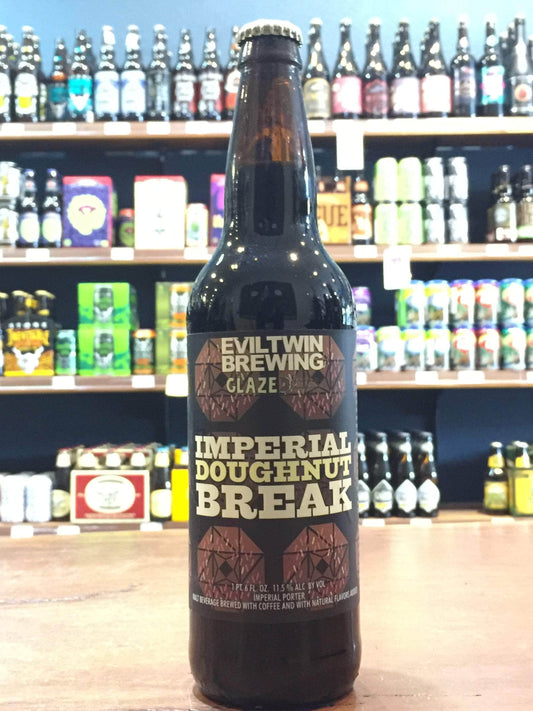 EVILTWIN
BREWING
GLAZED
IMPERIAL
DOUGHNUT
BREAK
1 PT. 6 FL. OZ. 11.5 % ALC BY VOL
IMPERIAL PORTER
MALT BEVERAGE BREWED WITH COFFEE AND WITH NATURAL FLAVORS ADDED